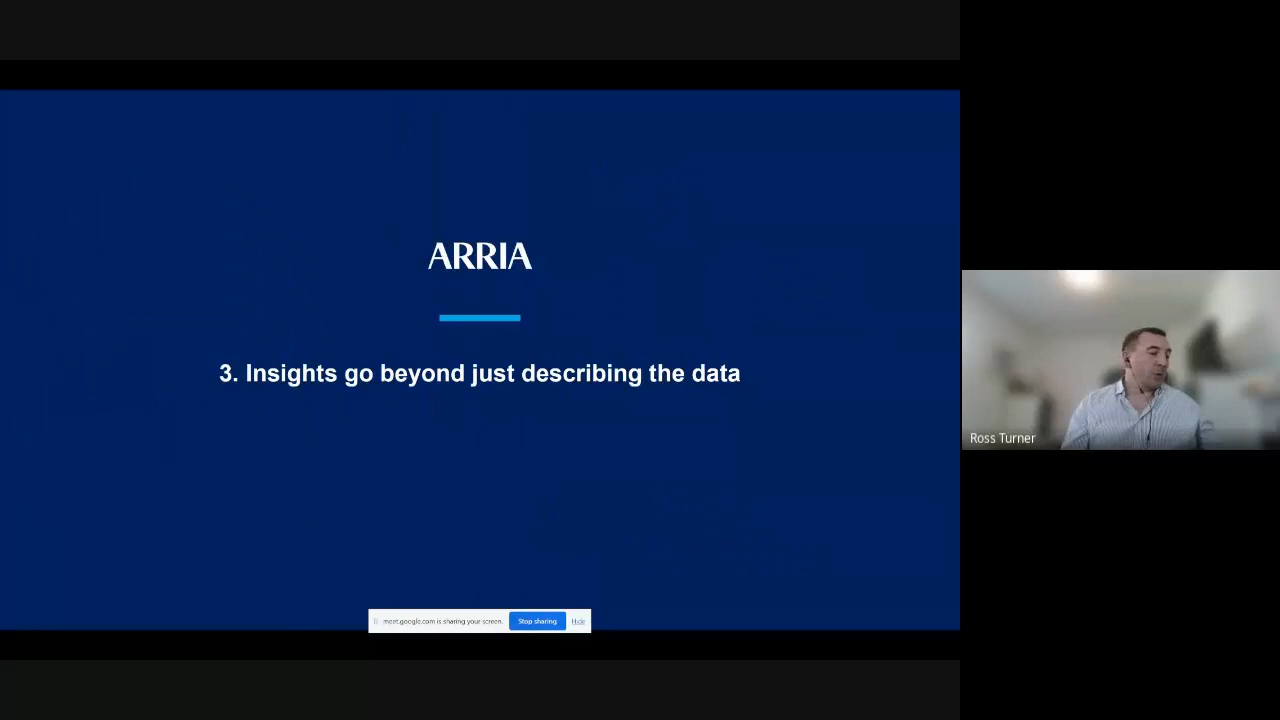 ARRIA
3. Insights go beyond just describing the data
Ross Turner
meet.google.com is sharing your screen.
Stop sharing
Hide